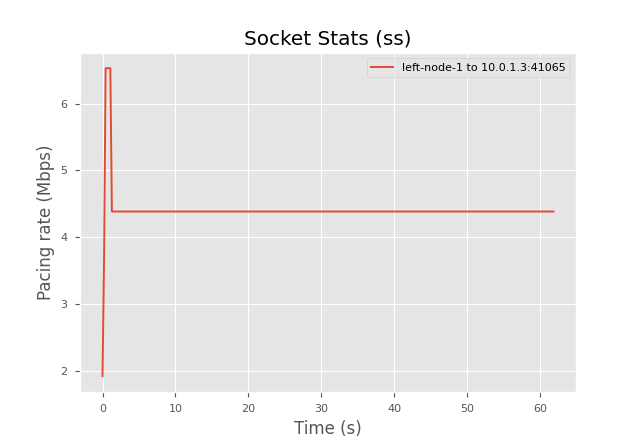 Socket Stats (ss)
left-node-1 to 10.0.1.3:41065
Pacing rate (Mbps)
6
5
4
3
2
0 10 20 30 40 50 60
Time (s)